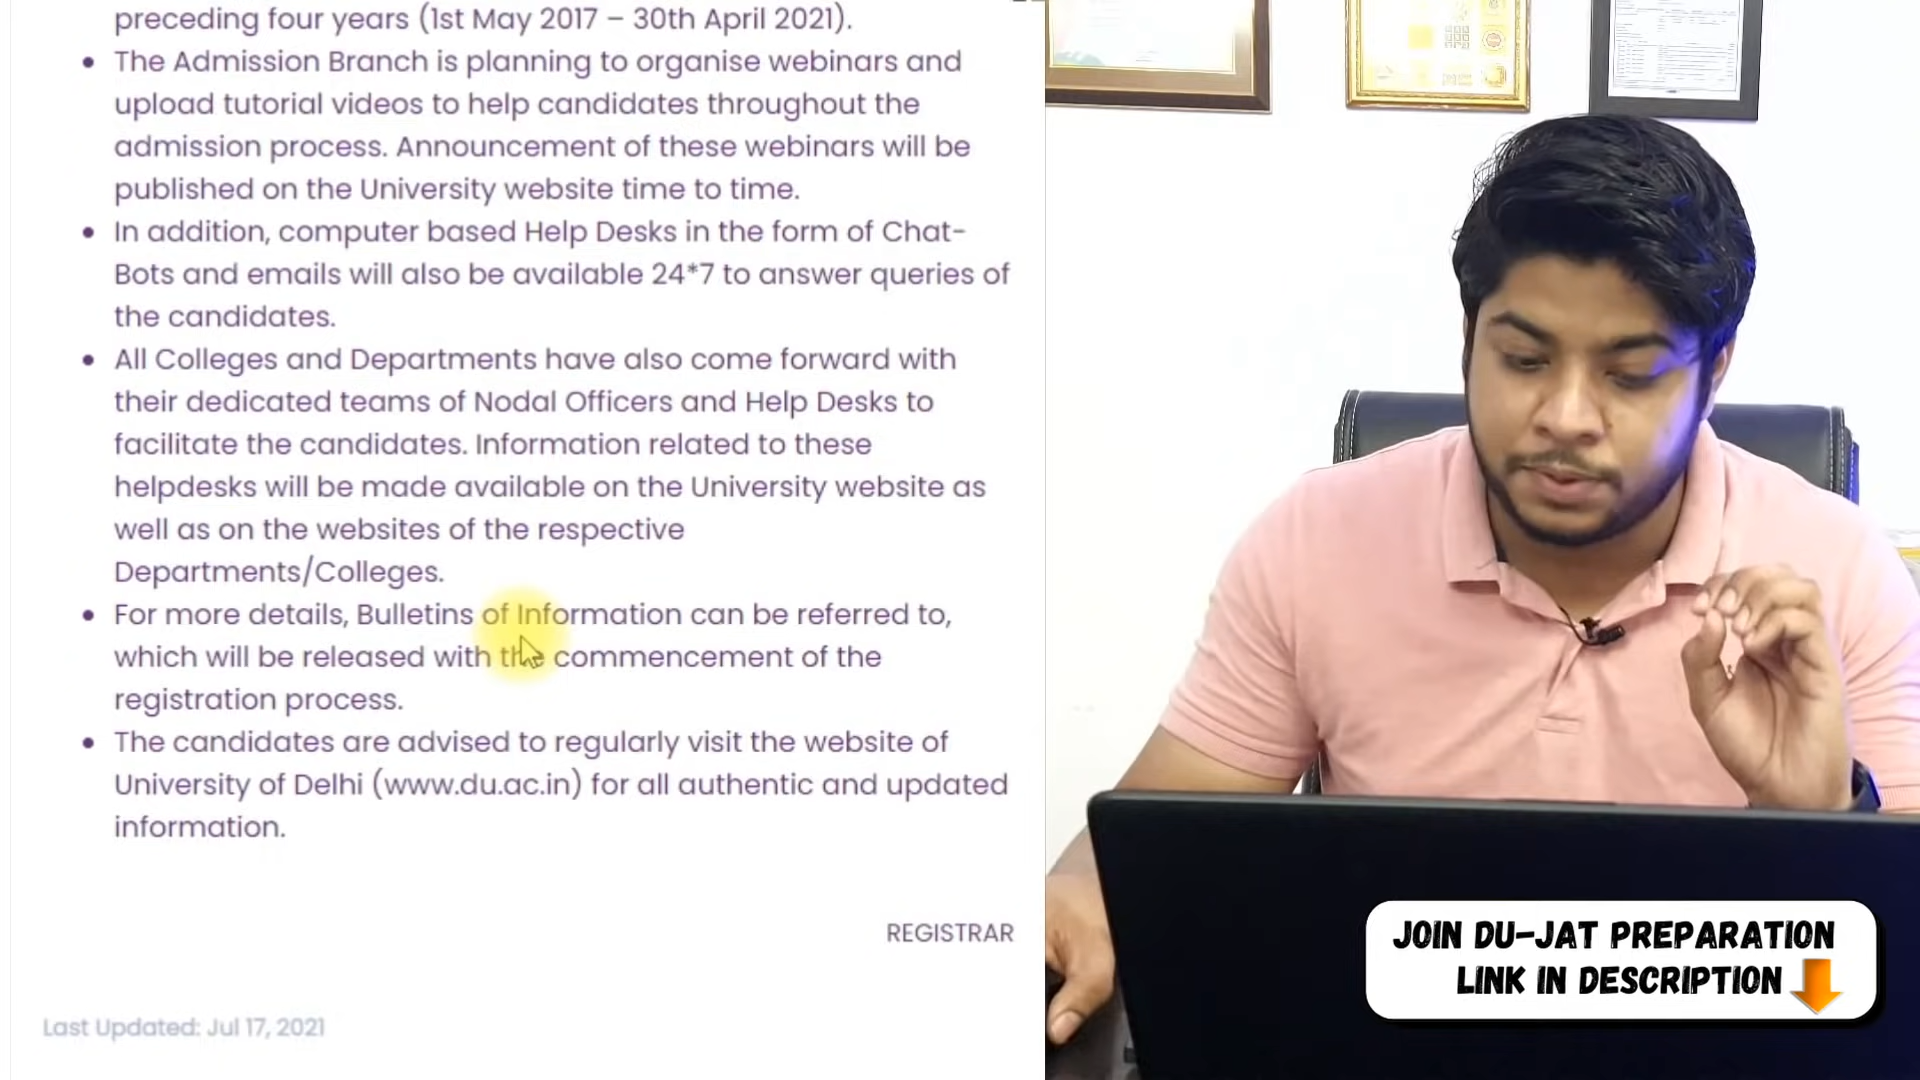 preceding four years (1st May 2017 – 30th April 2021).
• The Admission Branch is planning to organise webinars and
upload tutorial videos to help candidates throughout the
admission process. Announcement of these webinars will be
published on the University website time to time.
• In addition, computer based Help Desks in the form of Chat-
Bots and emails will also be available 24*7 to answer queries of
the candidates.
• All Colleges and Departments have also come forward with
their dedicated teams of Nodal Officers and Help Desks to
facilitate the candidates. Information related to these
helpdesks will be made available on the University website as
well as on the websites of the respective
Departments/Colleges.
• For more details, Bulletins of Information can be referred to,
which will be released with the commencement of the
registration process.
• The candidates are advised to regularly visit the website of
University of Delhi (www.du.ac.in) for all authentic and updated
information.
REGISTRAR
Last Updated: Jul 17, 2021
JOIN DU-JAT PREPARATION
LINK IN DESCRIPTION